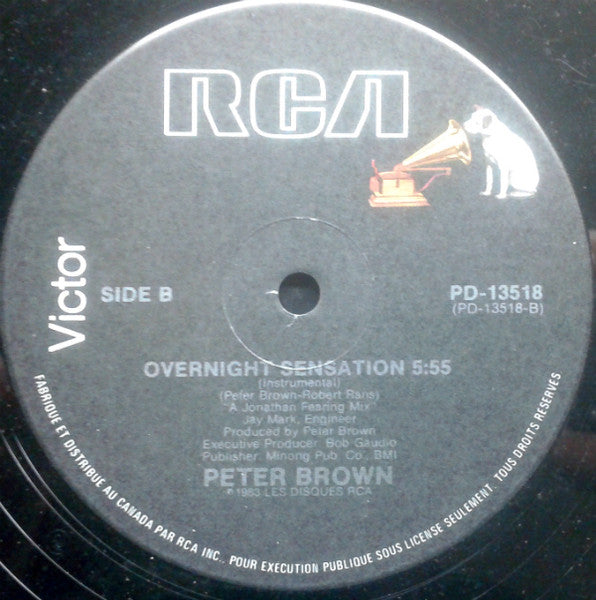 RCA
Victor
SIDE B
PD-13518
(PD-13518-B)
OVERNIGHT SENSATION 5:55
(Instrumental)
(Peter Brown-Robert Rans)
"A Jonathan Fearing Mix"
Jay Mark, Engineer
Produced by Peter Brown
Executive Producer: Bob Gaudio
Publisher: Minong Pub. Co., BMI
PETER BROWN
℗ 1983 LES DISQUES RCA
FABRIQUE ET DISTRIBUE AU CANADA PAR RCA INC., POUR EXECUTION PUBLIQUE SOUS LICENSE SEULEMENT. TOUS DROITS RESERVES